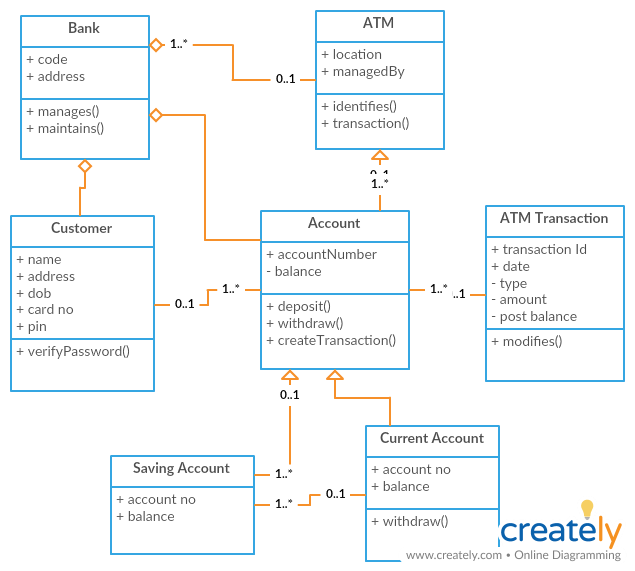 Bank
+ code
+ address
+ manages()
+ maintains()
1..*
0..1
ATM
+ location
+ managedBy
+ identifies()
+ transaction()
1..*
Customer
+ name
+ address
+ dob
+ card no
+ pin
+ verifyPassword()
0..1
1..*
Account
+ accountNumber
- balance
+ deposit()
+ withdraw()
+ createTransaction()
1..*
..1
ATM Transaction
+ transaction Id
+ date
- type
- amount
- post balance
+ modifies()
0..1
1..*
Saving Account
+ account no
+ balance
1..*
0..1
Current Account
+ account no
+ balance
+ withdraw()
creately
www.creately.com • Online Diagramming